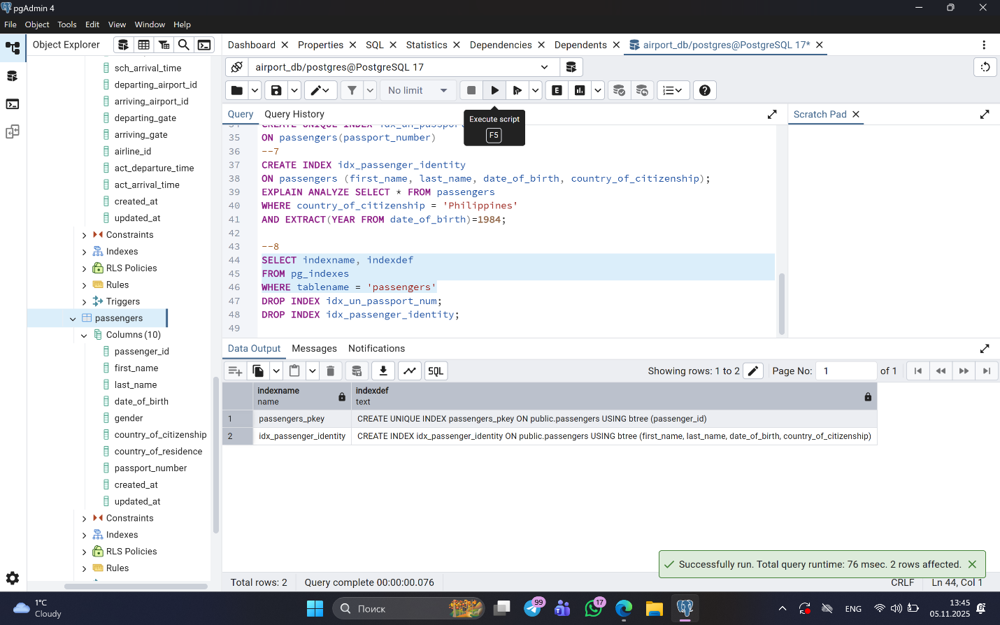 pgAdmin 4
File Object Tools Edit View Window Help
Object Explorer
Dashboard Properties SQL Statistics Dependencies Dependents airport_db/postgres@PostgreSQL 17*
airport_db/postgres@PostgreSQL 17
No limit
E
Query Query History
Execute script
F5
Scratch Pad
sch_arrival_time
departing_airport_id
arriving_airport_id
departing_gate
arriving_gate
airline_id
act_departure_time
act_arrival_time
created_at
updated_at
Constraints
Indexes
RLS Policies
Rules
Triggers
passengers
Columns (10)
passenger_id
first_name
last_name
date_of_birth
gender
country_of_citizenship
country_of_residence
passport_number
created_at
updated_at
Constraints
Indexes
RLS Policies
Rules
34 CREATE UNIQUE INDEX idx_un_passport
35 ON passengers(passport_number)
36 --7
37 CREATE INDEX idx_passenger_identity
38 ON passengers (first_name, last_name, date_of_birth, country_of_citizenship);
39 EXPLAIN ANALYZE SELECT * FROM passengers
40 WHERE country_of_citizenship = 'Philippines'
41 AND EXTRACT(YEAR FROM date_of_birth)=1984;
42
43 --8
44 SELECT indexname, indexdef
45 FROM pg_indexes
46 WHERE tablename = 'passengers'
47 DROP INDEX idx_un_passport_num;
48 DROP INDEX idx_passenger_identity;
49
Data Output Messages Notifications
SQL
Showing rows: 1 to 2 Page No: 1 of 1
indexname indexdef
name text
1 passengers_pkey CREATE UNIQUE INDEX passengers_pkey ON public.passengers USING btree (passenger_id)
2 idx_passenger_identity CREATE INDEX idx_passenger_identity ON public.passengers USING btree (first_name, last_name, date_of_birth, country_of_citizenship)
Successfully run. Total query runtime: 76 msec. 2 rows affected.
Total rows: 2 Query complete 00:00:00.076 CRLF Ln 44, Col 1
1°C
Cloudy
Поиск
99
17
ENG
13:45
05.11.2025